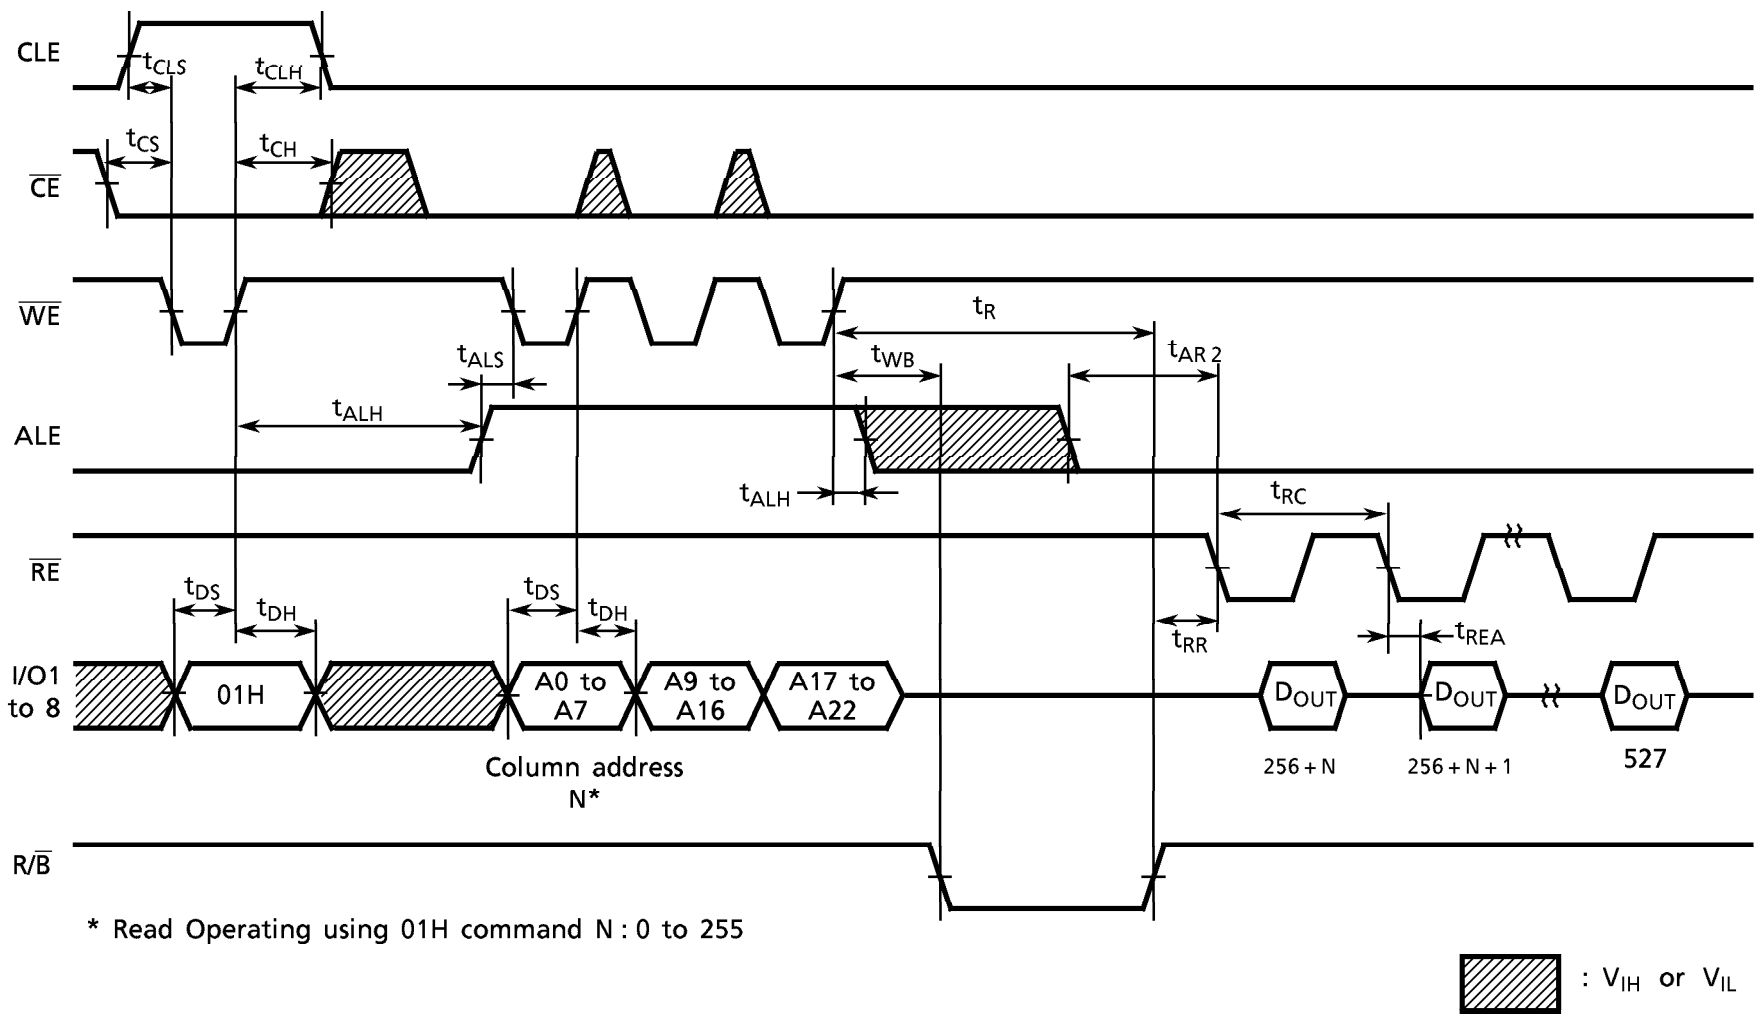 CLE
tCLS
tCLH
tCS
tCH
CE
WE
tR
tALS
tWB
tAR2
tALH
ALE
tALH
tRC
RE
tDS
tDH
tDS
tDH
tRR
tREA
I/O1
to 8
01H
A0 to
A7
A9 to
A16
A17 to
A22
DOUT
DOUT
DOUT
Column address
N*
256+N
256+N+1
527
R/B
* Read Operating using 01H command N : 0 to 255
: VIH or VIL